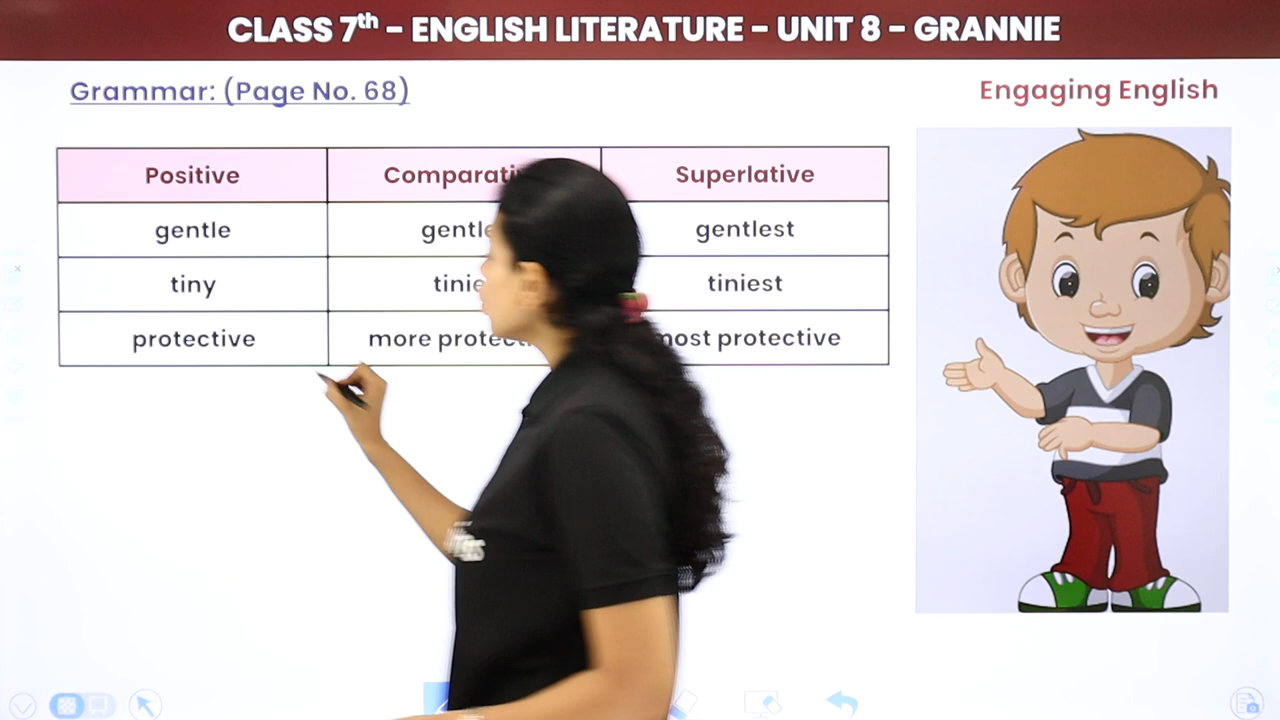 CLASS 7th - ENGLISH LITERATURE - UNIT 8 - GRANNIE
Grammar: (Page No. 68)
Engaging English
Positive Superlative
gentle gentlest
tiny tiniest
protective more most protective